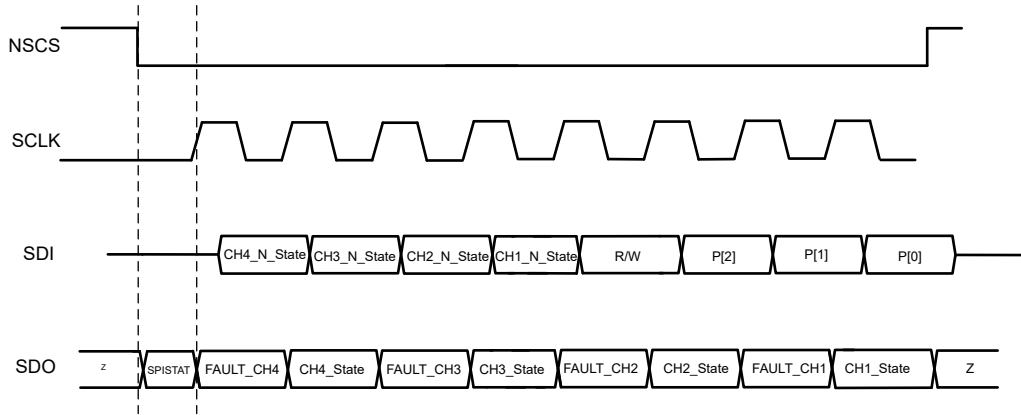 NSCS
SCLK
SDI CH4_N_State CH3_N_State CH2_N_State CH1_N_State R/W P[2] P[1] P[0]
SDO Z SPISTAT FAULT_CH4 CH4_State FAULT_CH3 CH3_State FAULT_CH2 CH2_State FAULT_CH1 CH1_State Z